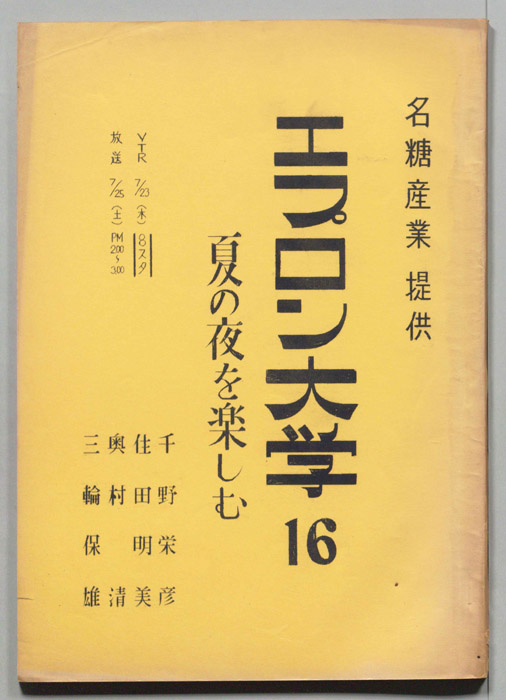 名糖産業 提供
エプロン大学 16
夏の夜を楽しむ
VTR 7/23(木) 8スタ
放送 7/25(土) PM 2:00~3:00
千野栄彦
住田明美
奥村清
三輪保雄